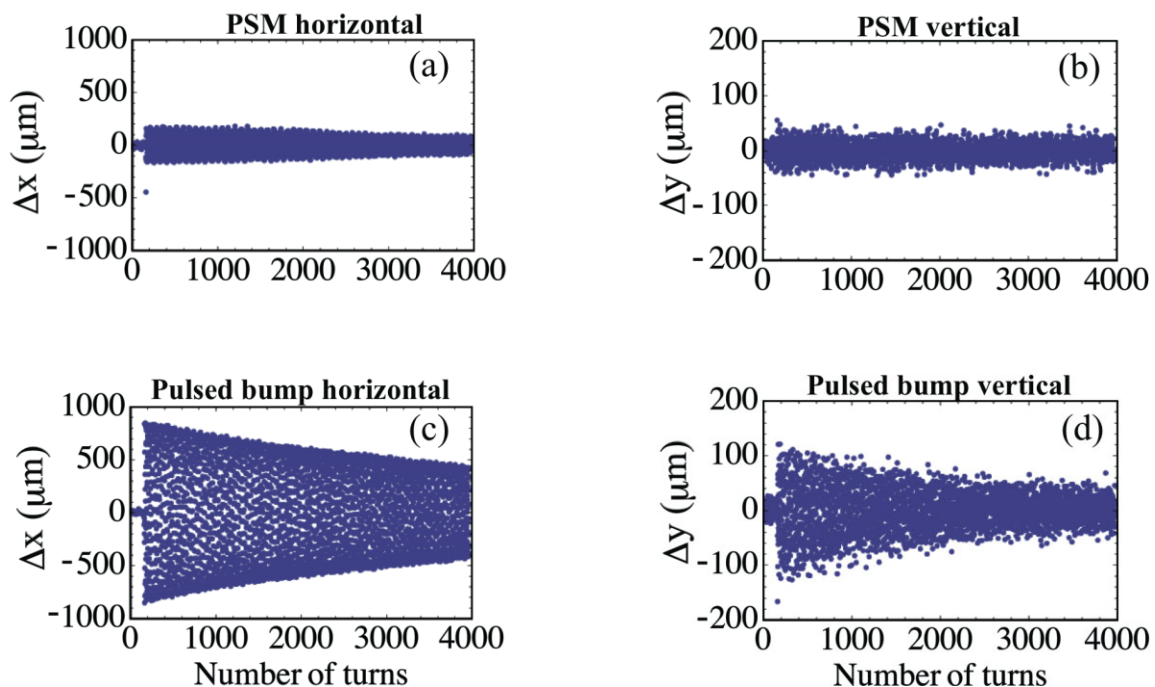 PSM horizontal
(a)
Δx (μm)
1000
500
0
-500
-1000
0 1000 2000 3000 4000
PSM vertical
(b)
Δy (μm)
200
100
0
-100
-200
0 1000 2000 3000 4000
Pulsed bump horizontal
(c)
Δx (μm)
1000
500
0
-500
-1000
0 1000 2000 3000 4000
Number of turns
Pulsed bump vertical
(d)
Δy (μm)
200
100
0
-100
-200
0 1000 2000 3000 4000
Number of turns